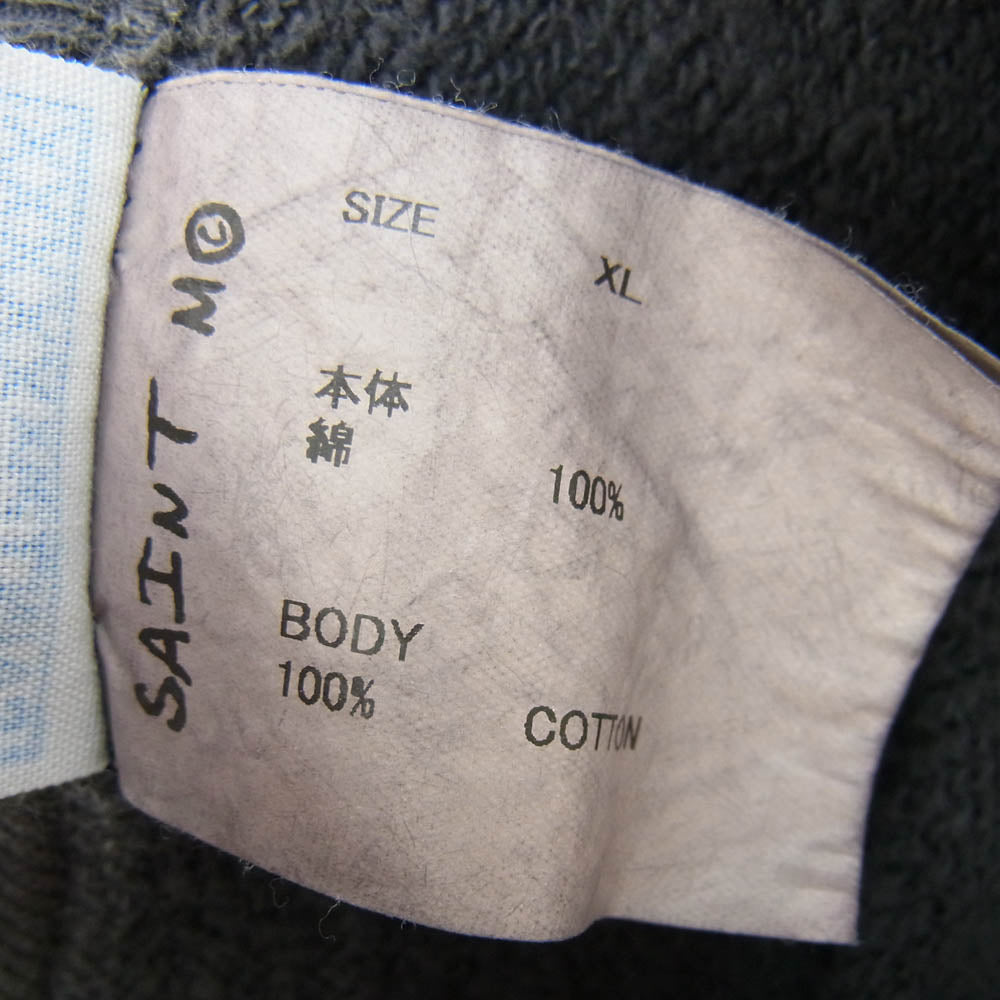 SAINT M©
SIZE XL
本体
綿 100%
BODY
100% COTTON